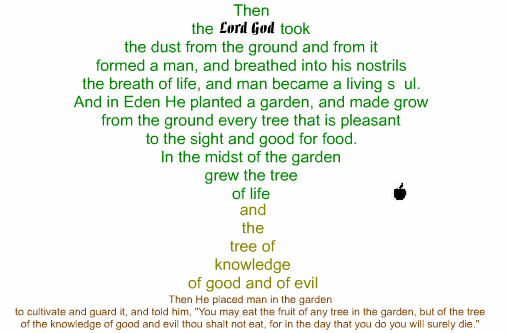 Then
the Lord God took
the dust from the ground and from it
formed a man, and breathed into his nostrils
the breath of life, and man became a living s ul.
And in Eden He planted a garden, and made grow
from the ground every tree that is pleasant
to the sight and good for food.
In the midst of the garden
grew the tree
of life
and
the
tree of
knowledge
of good and of evil
Then He placed man in the garden
to cultivate and guard it, and told him, "You may eat the fruit of any tree in the garden, but of the tree
of the knowledge of good and evil thou shalt not eat, for in the day that you do you will surely die."